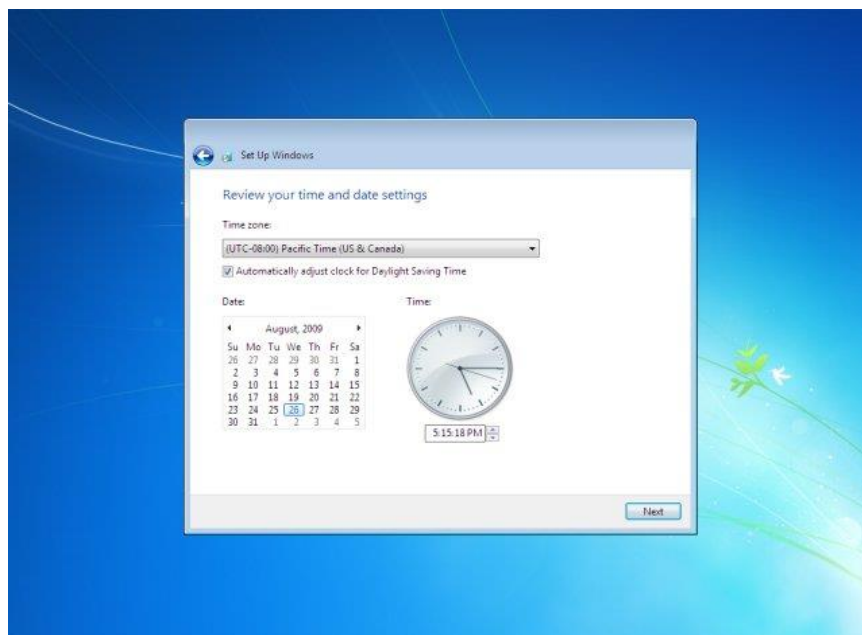 Set Up Windows
Review your time and date settings
Time zone:
(UTC-08:00) Pacific Time (US & Canada)
Automatically adjust clock for Daylight Saving Time
Date:
Time:
August, 2009
Su Mo Tu We Th Fr Sa
26 27 28 29 30 31 1
2 3 4 5 6 7 8
9 10 11 12 13 14 15
16 17 18 19 20 21 22
23 24 25 26 27 28 29
30 31 1 2 3 4 5
5:15:18 PM
Next